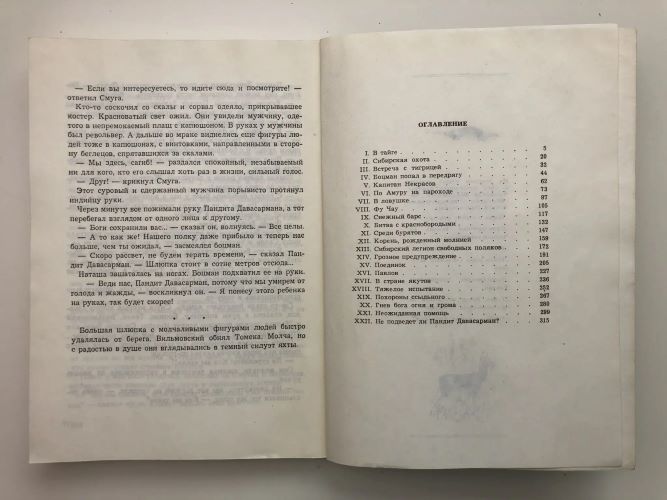 — Если вы интересуетесь, то идите сюда и посмотрите! —
ответил Смуга.
Кто-то соскочил со скалы и сорвал одеяло, прикрывавшее
костер. Красноватый свет ожил. Они увидели мужчину, оде-
того в непромокаемый плащ с капюшоном. В руках у мужчины
был револьвер. А дальше во мраке виднелись еще фигуры лю-
дей тоже в капюшонах, с винтовками, направленными в сторо-
ну беглецов, спрятавшихся за скалами.
— Мы здесь, сагиб! — раздался спокойный, незабываемый
ни для кого, кто его слышал хоть раз в жизни, сильный голос.
— Друг! — крикнул Смуга.
Этот суровый и сдержанный мужчина порывисто протянул
индийцу руки.
Через минуту все пожимали руку Пандита Давасармана, а тот
перебегал взглядом от одного лица к другому.
— Боги сохранили вас... — сказал он, волнуясь. — Все целы.
— А то как же! Нашего полку даже прибыло и теперь нас
больше, чем ты ожидал, — засмеялся боцман.
— Скоро рассвет, не будем терять времени, — сказал Пан-
дит Давасарман. — Шлюпка стоит в сотне метров отсюда...
Наташа зашаталась на ногах. Боцман подхватил ее на руки.
— Веди нас, Пандит Давасарман, потому что мы умирем от
голода и жажды, — воскликнул он. — Я понесу этого ребенка
на руках, так будет скорее!
* * *
Большая шлюпка с молчаливыми фигурами людей быстро
удалялась от берега. Вильмовский обнял Томека. Молча, но
с радостью в душе они вглядывались в темный силуэт яхты.
ОГЛАВЛЕНИЕ
I. В тайге 5
II. Сибирская охота 20
III. Встреча с тигрицей 32
IV. Боцман попал в передрягу 44
V. Капитан Некрасов 62
VI. По Амуру на пароходе 73
VII. В ловушке 87
VIII. Фу Чау 105
IX. Снежный барс 117
X. Битва с краснобородыми 132
XI. Среди бурятов 147
XII. Корень, рожденный молнией 159
XIII. Сибирский легион свободных поляков 173
XIV. Грозное предупреждение 191
XV. Поединок 205
XVI. Павлов 227
XVII. В стране якутов 236
XVIII. Тяжелое испытание 252
XIX. Похороны ссыльного 267
XX. Гнев бога огня и грома 280
XXI. Неожиданная помощь 299
XXII. Не подведет ли Пандит Давасарман? 315